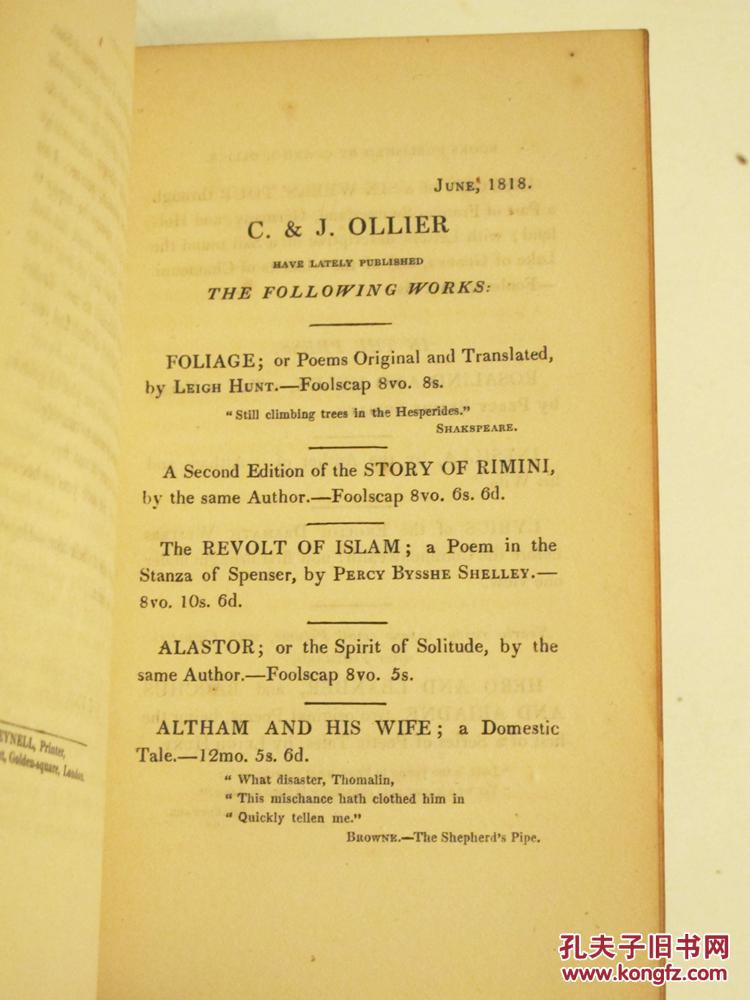 JUNE, 1818.
C. & J. OLLIER
HAVE LATELY PUBLISHED
THE FOLLOWING WORKS:
FOLIAGE; or Poems Original and Translated,
by LEIGH HUNT.—Foolscap 8vo. 8s.
"Still climbing trees in the Hesperides."
SHAKSPEARE.
A Second Edition of the STORY OF RIMINI,
by the same Author.—Foolscap 8vo. 6s. 6d.
The REVOLT OF ISLAM; a Poem in the
Stanza of Spenser, by PERCY BYSSHE SHELLEY.—
8vo. 10s. 6d.
ALASTOR; or the Spirit of Solitude, by the
same Author.—Foolscap 8vo. 5s.
ALTHAM AND HIS WIFE; a Domestic
Tale.—12mo. 5s. 6d.
" What disaster, Thomalin,
" This mischance hath clothed him in
" Quickly tellen me."
BROWNE.—The Shepherd's Pipe.
EYNELL, Printer,
Golden-square, London.
孔夫子旧书网
www.kongfz.com